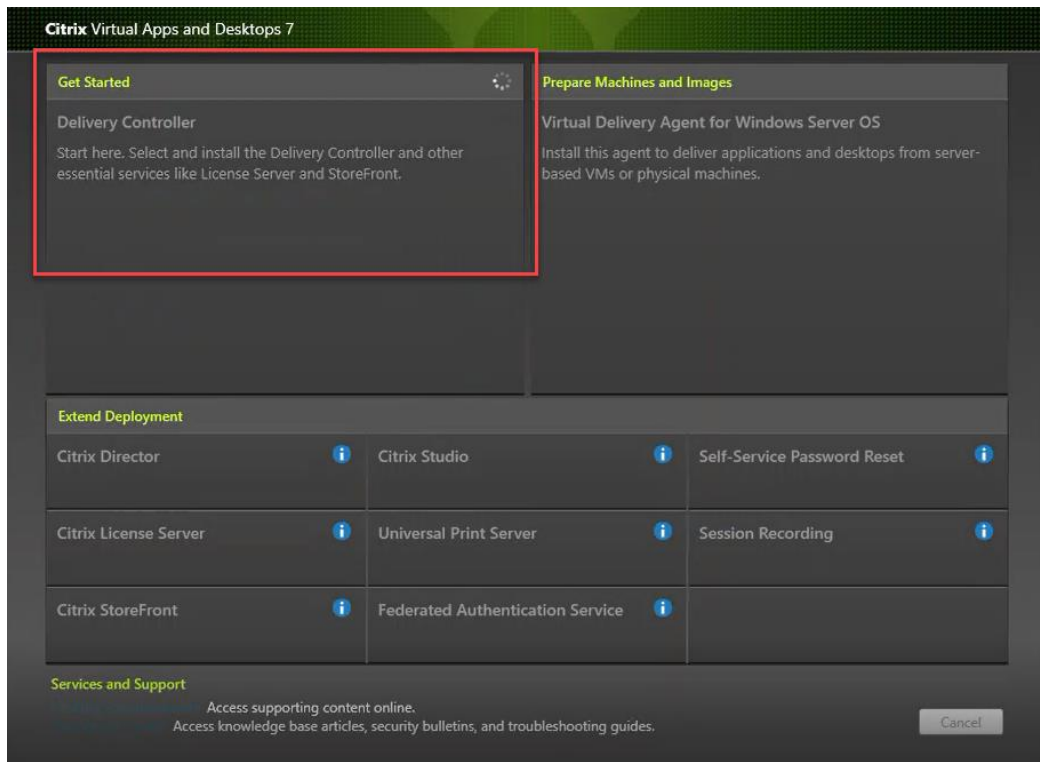 Citrix Virtual Apps and Desktops 7
Get Started
Delivery Controller
Start here. Select and install the Delivery Controller and other
essential services like License Server and StoreFront.
Prepare Machines and Images
Virtual Delivery Agent for Windows Server OS
Install this agent to deliver applications and desktops from server-
based VMs or physical machines.
Extend Deployment
Citrix Director
Citrix Studio
Self-Service Password Reset
Citrix License Server
Universal Print Server
Session Recording
Citrix StoreFront
Federated Authentication Service
Services and Support
Access supporting content online.
Access knowledge base articles, security bulletins, and troubleshooting guides.
Cancel